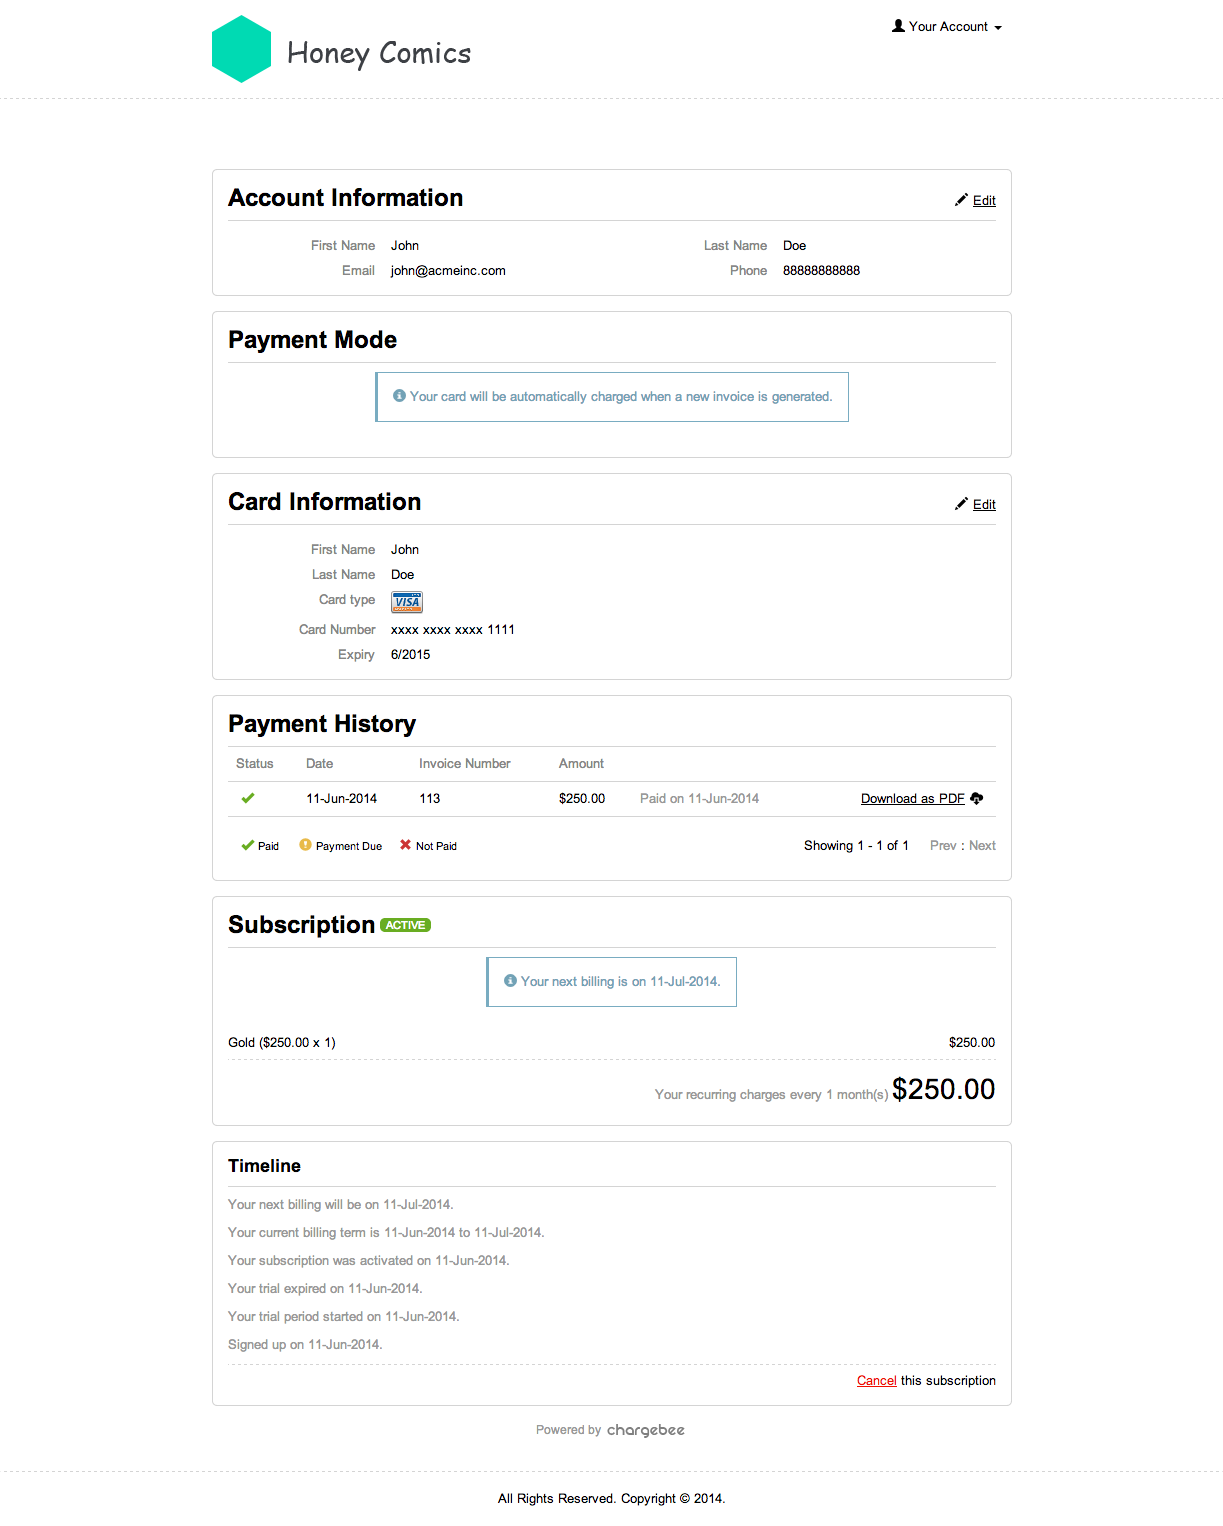 Honey Comics
Your Account
Account Information
Edit
First Name John Last Name Doe
Email john@acmeinc.com Phone 88888888888
Payment Mode
Your card will be automatically charged when a new invoice is generated.
Card Information
Edit
First Name John
Last Name Doe
Card type VISA
Card Number xxxx xxxx xxxx 1111
Expiry 6/2015
Payment History
Status Date Invoice Number Amount
11-Jun-2014 113 $250.00 Paid on 11-Jun-2014 Download as PDF
Paid Payment Due Not Paid Showing 1 - 1 of 1 Prev : Next
Subscription ACTIVE
Your next billing is on 11-Jul-2014.
Gold ($250.00 x 1) $250.00
Your recurring charges every 1 month(s) $250.00
Timeline
Your next billing will be on 11-Jul-2014.
Your current billing term is 11-Jun-2014 to 11-Jul-2014.
Your subscription was activated on 11-Jun-2014.
Your trial expired on 11-Jun-2014.
Your trial period started on 11-Jun-2014.
Signed up on 11-Jun-2014.
Cancel this subscription
Powered by chargebee
All Rights Reserved. Copyright © 2014.